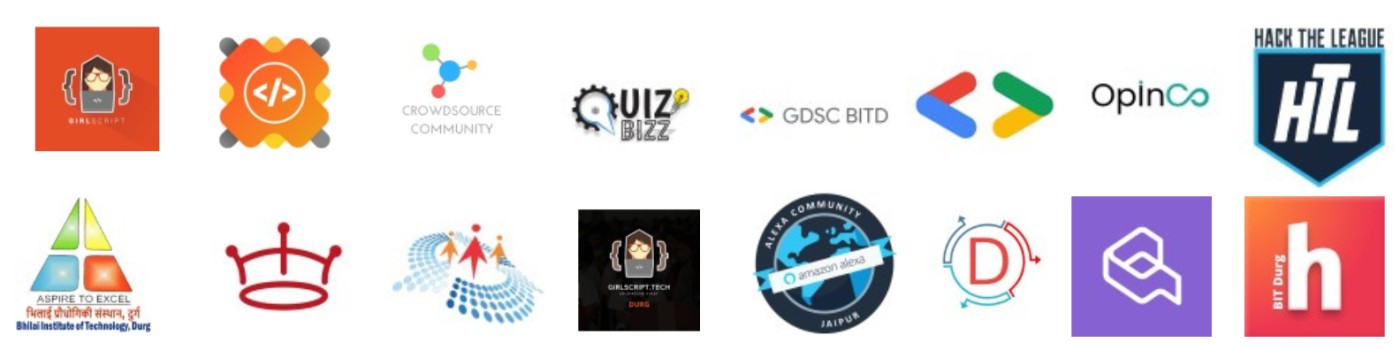 GIRLSCRIPT
</>
CROWDSOURCE
COMMUNITY
QUIZ
BIZZ
GDSC BITD
OpinCo
HACK THE LEAGUE
HTL
ASPIRE TO EXCEL
भिलाई प्रौद्योगिकी संस्थान, दुर्ग
Bhilai Institute of Technology, Durg
GIRLSCRIPT.TECH
DURG
ALEXA COMMUNITY
amazon alexa
JAIPUR
D
BIT Durg
h